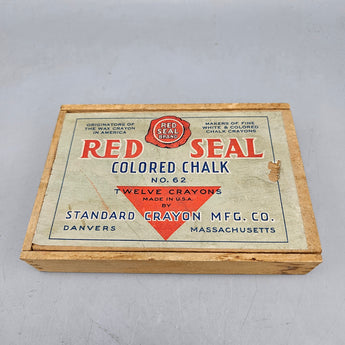 ORIGINATORS OF
THE WAX CRAYON
IN AMERICA
RED
SEAL
BRAND
MAKERS OF FINE
WHITE & COLORED
CHALK CRAYONS
RED SEAL
COLORED CHALK
NO. 62
TWELVE CRAYONS
MADE IN U.S.A.
BY
STANDARD CRAYON MFG. CO.
DANVERS MASSACHUSETTS